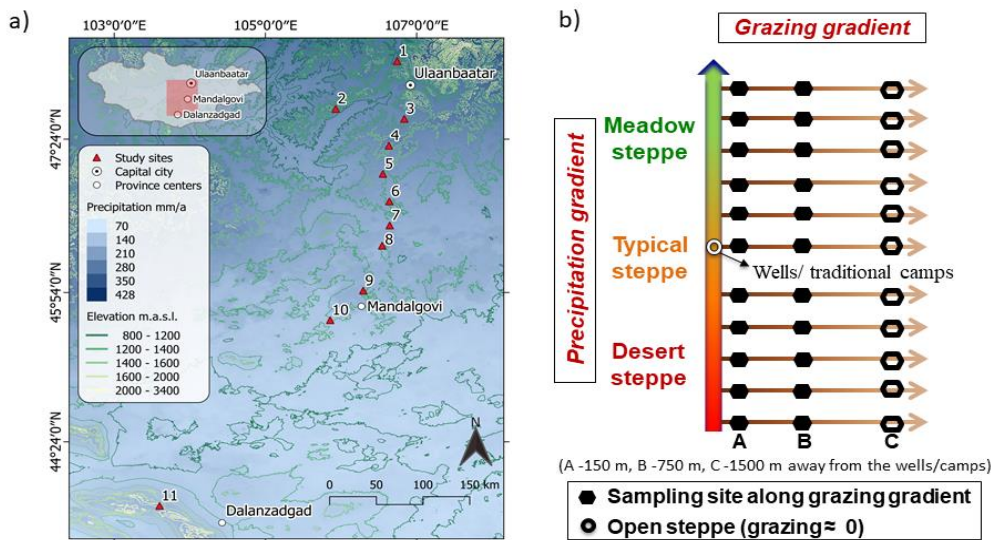 a)
103°0'0"E
105°0'0"E
107°0'0"E
Ulaanbaatar
Mandalgovi
Dalanzadgad
Study sites
Capital city
Province centers
Precipitation mm/a
70
140
210
280
350
428
Elevation m.a.s.l.
800 - 1200
1200 - 1400
1400 - 1600
1600 - 2000
2000 - 3400
47°24'0"N
45°54'0"N
44°24'0"N
1
Ulaanbaatar
2
3
4
5
6
7
8
9
10
Mandalgovi
11
Dalanzadgad
N
0 50 100 150 km
b)
Grazing gradient
Precipitation gradient
Meadow
steppe
Typical
steppe
Wells/ traditional camps
Desert
steppe
A B C
(A -150 m, B -750 m, C -1500 m away from the wells/camps)
Sampling site along grazing gradient
Open steppe (grazing ≈ 0)